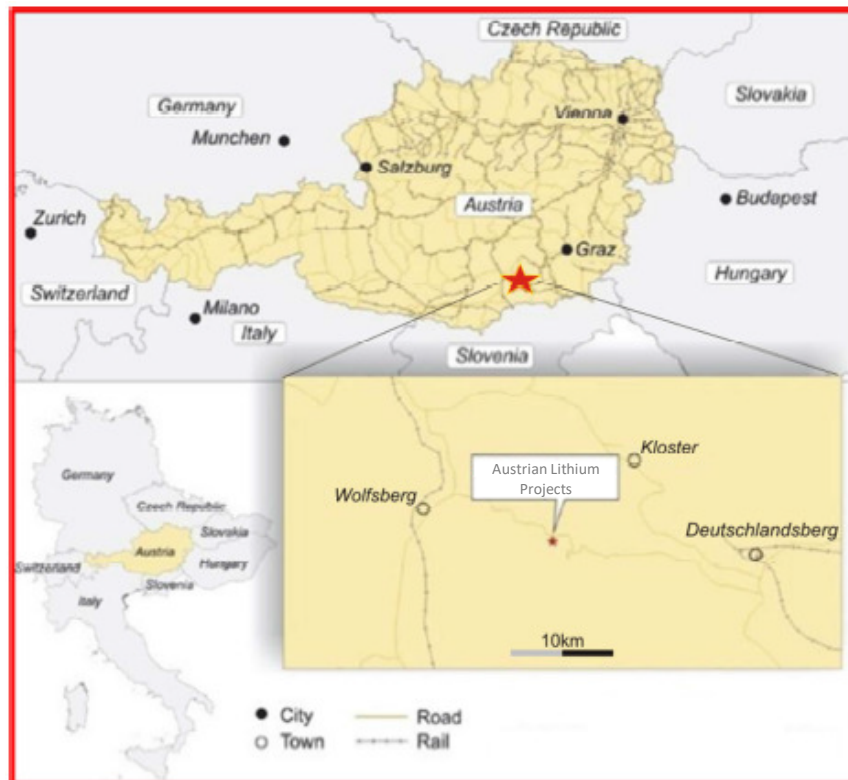 Czech Republic
Germany
Slovakia
Munchen
Vienna
Salzburg
Budapest
Austria
Zurich
Graz
Hungary
Switzerland
Milano
Italy
Slovenia
Kloster
Austrian Lithium
Projects
Wolfsberg
Deutschlandsberg
10km
Germany
Czech Republic
Slovakia
Austria
Switzerland
Hungary
Slovenia
Italy
City
Road
Town
Rail